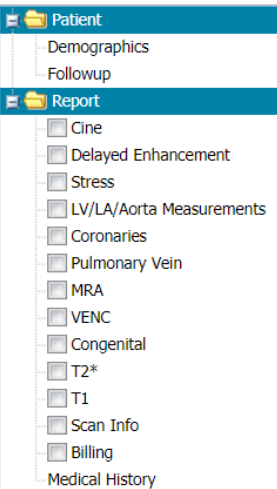 Patient
Demographics
Followup
Report
Cine
Delayed Enhancement
Stress
LV/LA/Aorta Measurements
Coronaries
Pulmonary Vein
MRA
VENC
Congenital
T2*
T1
Scan Info
Billing
Medical History